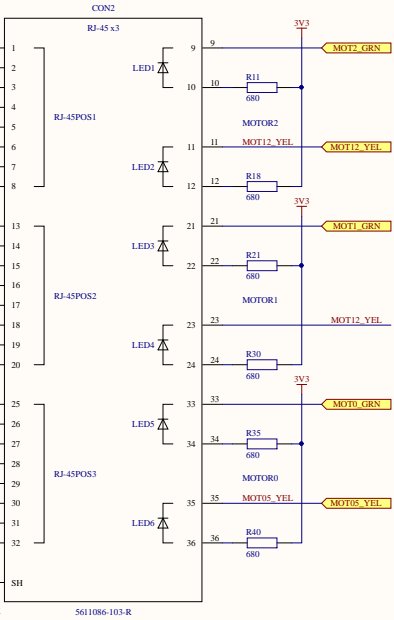 CON2
RJ-45 x3
3V3
1
9
9
MOT2_GRN
2
LED1
3
10
10
R11
680
4
5
RJ-45POS1
MOTOR2
6
11
11
MOT12_YEL
MOT12_YEL
7
LED2
8
12
12
R18
680
3V3
13
21
21
MOT1_GRN
14
LED3
15
22
22
R21
680
16
RJ-45POS2
MOTOR1
17
18
23
23
MOT12_YEL
19
LED4
20
24
24
R30
680
3V3
25
33
33
MOT0_GRN
26
LED5
27
34
34
R35
680
28
29
RJ-45POS3
MOTOR0
30
35
35
MOT05_YEL
MOT05_YEL
31
LED6
32
36
36
R40
680
SH
5611086-103-R